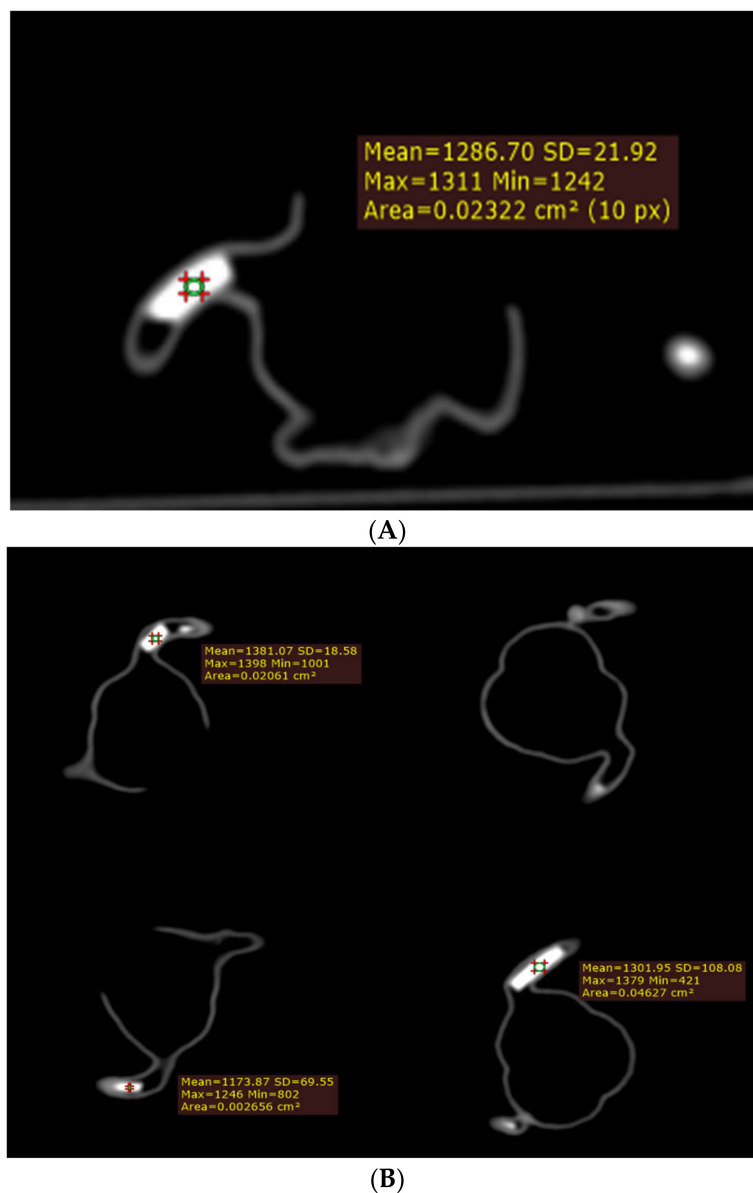 Mean=1286.70 SD=21.92
Max=1311 Min=1242
Area=0.02322 cm² (10 px)
(A)
Mean=1381.07 SD=18.58
Max=1398 Min=1001
Area=0.02061 cm²
Mean=1301.95 SD=108.08
Max=1379 Min=421
Area=0.04627 cm²
Mean=1173.87 SD=69.55
Max=1246 Min=802
Area=0.002656 cm²
(B)